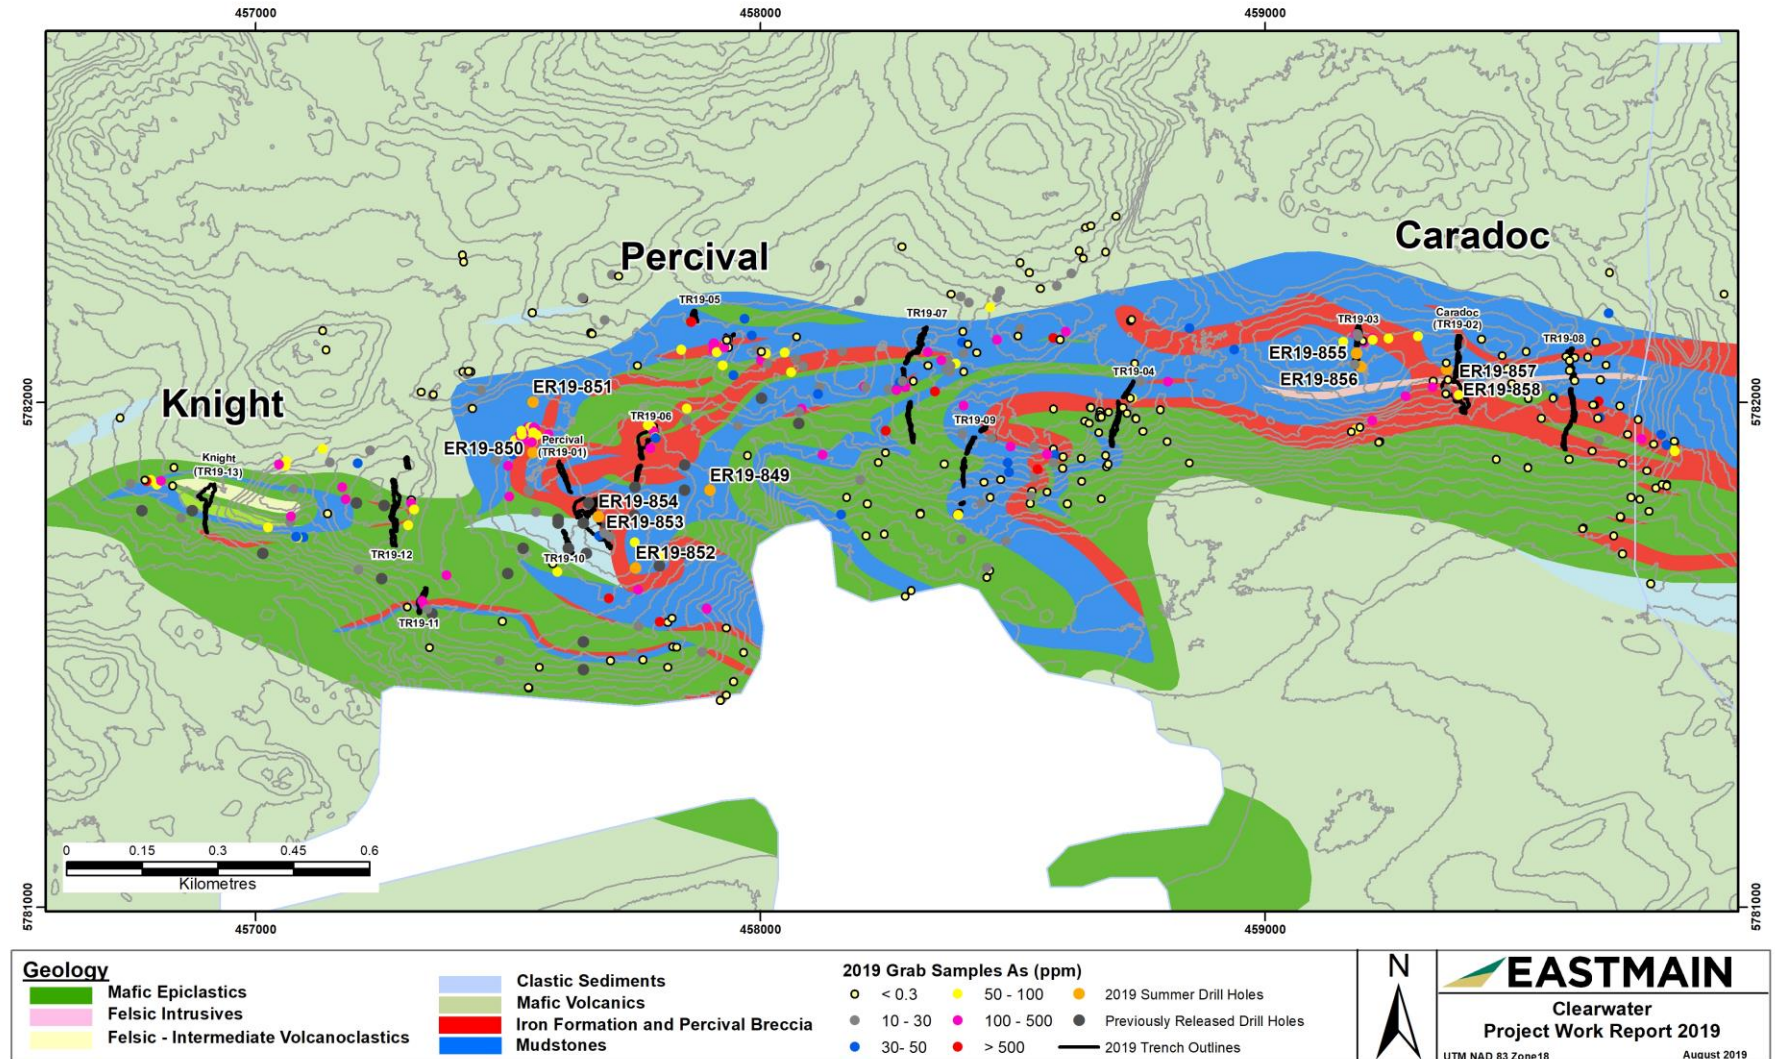 457000
458000
459000
Percival
Caradoc
Knight
TR19-05
TR19-07
TR19-03
Caradoc
(TR19-02)
TR19-08
ER19-855
ER19-856
ER19-857
ER19-858
TR19-04
ER19-851
TR19-06
TR19-09
ER19-850
Percival
(TR19-01)
Knight
(TR19-13)
ER19-849
ER19-854
ER19-853
ER19-852
TR19-12
TR19-10
TR19-11
5782000
5782000
5781000
5781000
0 0.15 0.3 0.45 0.6
Kilometres
457000
458000
459000
Geology
Mafic Epiclastics
Felsic Intrusives
Felsic - Intermediate Volcanoclastics
Clastic Sediments
Mafic Volcanics
Iron Formation and Percival Breccia
Mudstones
2019 Grab Samples As (ppm)
< 0.3
10 - 30
30- 50
50 - 100
100 - 500
> 500
2019 Summer Drill Holes
Previously Released Drill Holes
2019 Trench Outlines
N
EASTMAIN
Clearwater
Project Work Report 2019
UTM NAD 83 Zone18
August 2019